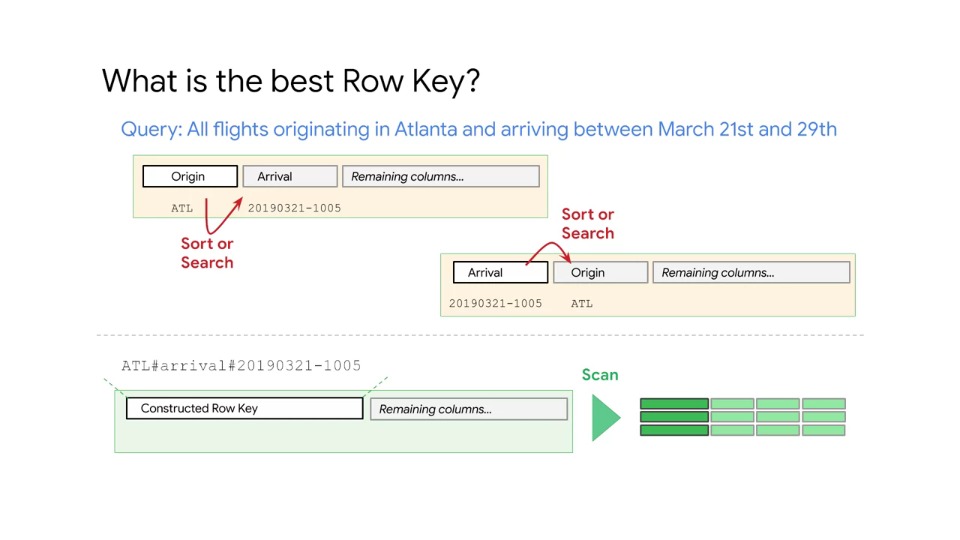 What is the best Row Key?
Query: All flights originating in Atlanta and arriving between March 21st and 29th
Origin
Arrival
Remaining columns...
ATL
20190321-1005
Sort or
Search
Sort or
Search
Arrival
Origin
Remaining columns...
20190321-1005
ATL
ATL#arrival#20190321-1005
Constructed Row Key
Remaining columns...
Scan